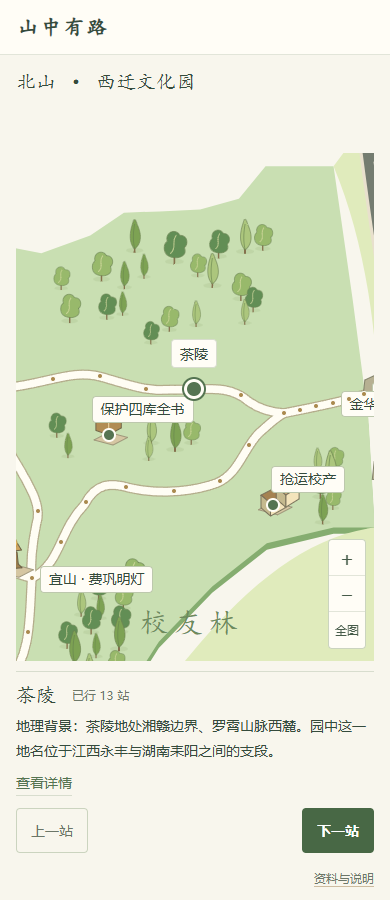 山中有路
北山 • 西迁文化园
茶陵
保护四库全书
金华
抢运校产
宜山 · 费巩明灯
校友林
+
−
全图
茶陵 已行 13 站
地理背景：茶陵地处湘赣边界、罗霄山脉西麓。园中这一
地名位于江西永丰与湖南耒阳之间的支段。
查看详情
上一站
下一站
资料与说明